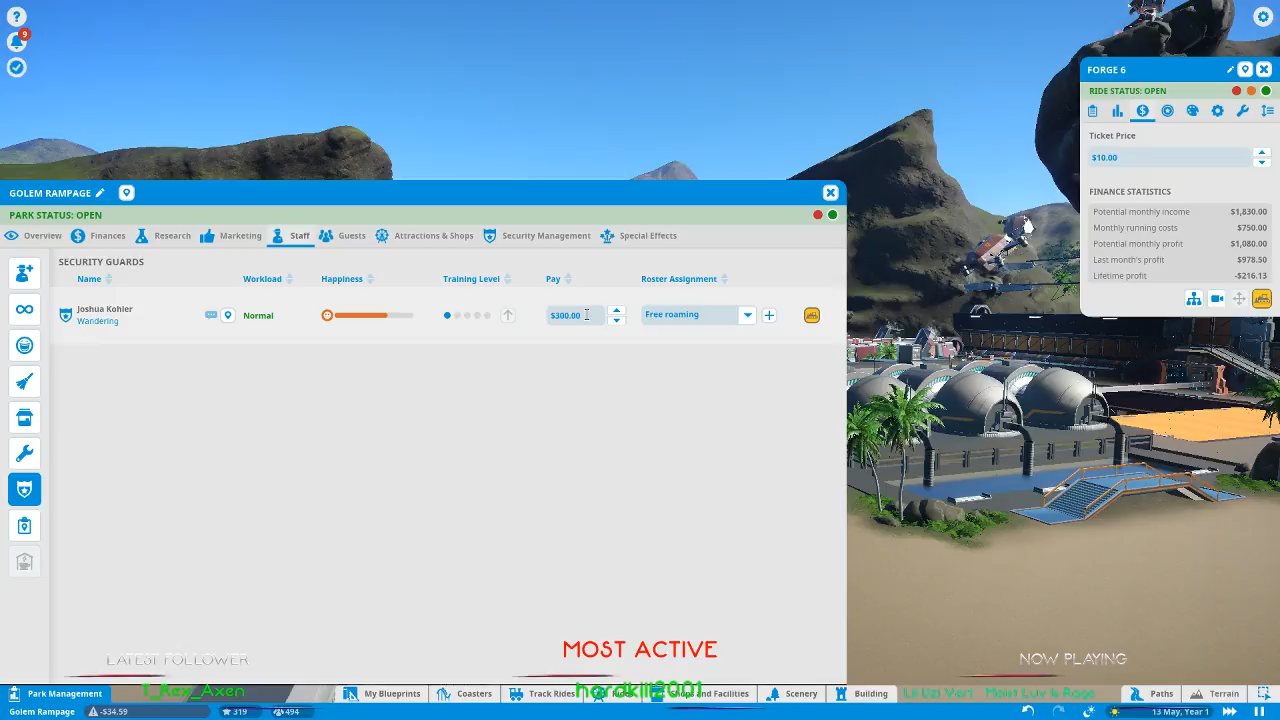 ?
9
FORGE 6
RIDE STATUS: OPEN
Ticket Price
$10.00
FINANCE STATISTICS
Potential monthly income $1,830.00
Monthly running costs $750.00
Potential monthly profit $1,080.00
Last month's profit $978.50
Lifetime profit -$216.13
GOLEM RAMPAGE
PARK STATUS: OPEN
Overview Finances Research Marketing Staff Guests Attractions & Shops Security Management Special Effects
SECURITY GUARDS
Name Workload Happiness Training Level Pay Roster Assignment
Joshua Kohler
Wandering
Normal $300.00 Free roaming
LATEST FOLLOWER MOST ACTIVE NOW PLAYING
T_Rex_Axen hardkill2001 Lil Uzi Vert Moist Luv Is Rage
Park Management My Blueprints Coasters Track Rides and Facilities Scenery Building Paths Terrain
Golem Rampage -$34.59 319 494 13 May, Year 1